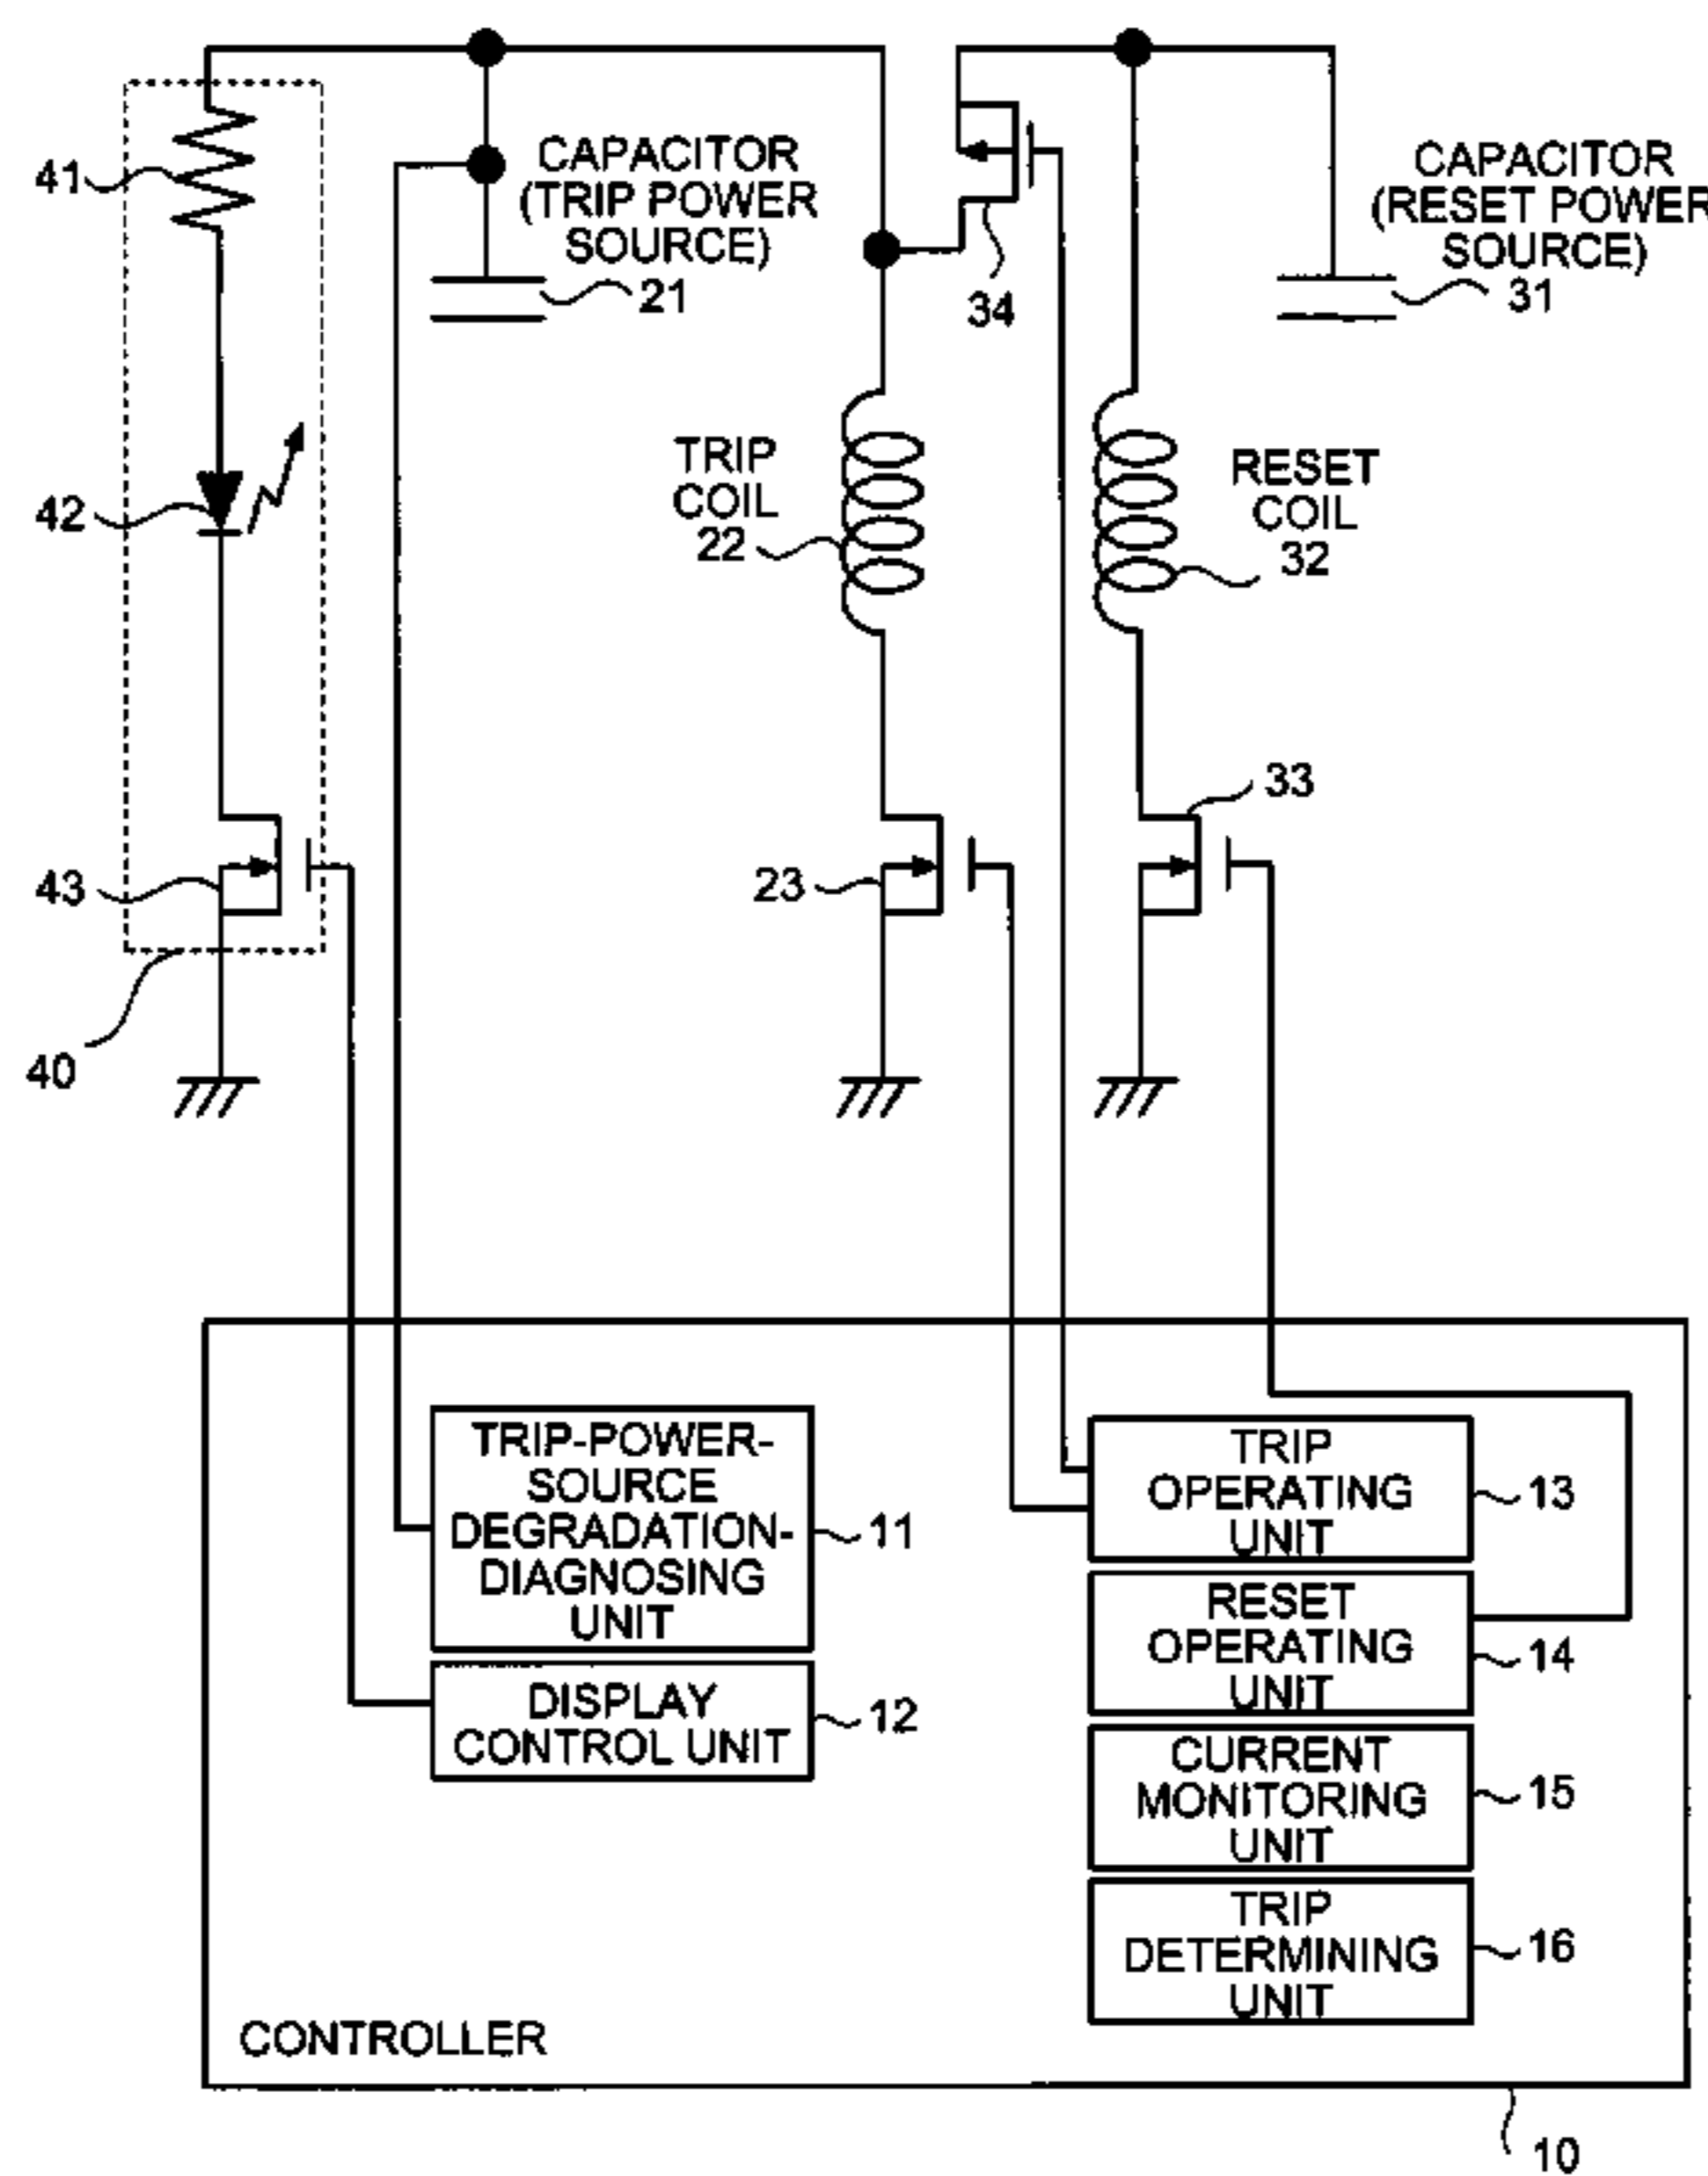 41
CAPACITOR
(TRIP POWER
SOURCE)
21
34
CAPACITOR
(RESET POWER
SOURCE)
31
42
TRIP
COIL
22
RESET
COIL
32
43
23
33
40
TRIP-POWER-
SOURCE
DEGRADATION-
DIAGNOSING
UNIT
11
DISPLAY
CONTROL UNIT
12
TRIP
OPERATING
UNIT
13
RESET
OPERATING
UNIT
14
CURRENT
MONITORING
UNIT
15
TRIP
DETERMINING
UNIT
16
CONTROLLER
10